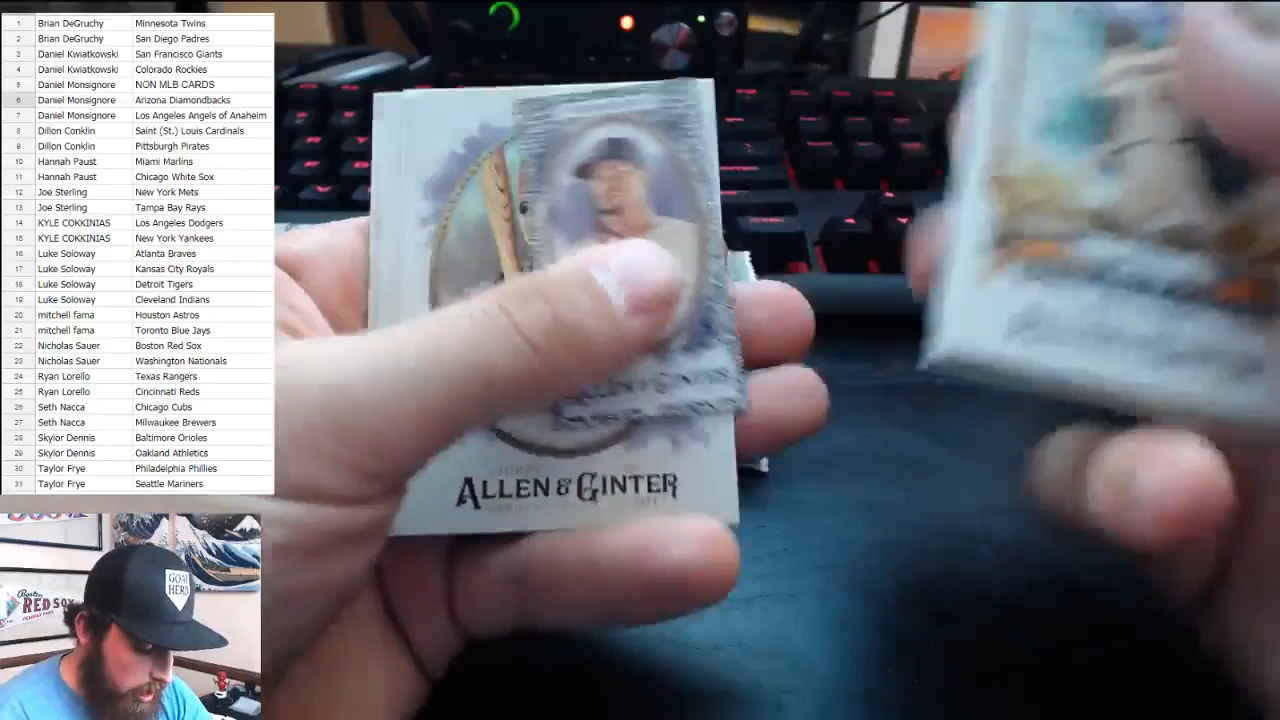 1 Brian DeGruchy Minnesota Twins
2 Brian DeGruchy San Diego Padres
3 Daniel Kwiatkowski San Francisco Giants
4 Daniel Kwiatkowski Colorado Rockies
5 Daniel Monsignore NON MLB CARDS
6 Daniel Monsignore Arizona Diamondbacks
7 Daniel Monsignore Los Angeles Angels of Anaheim
8 Dillon Conklin Saint (St.) Louis Cardinals
9 Dillon Conklin Pittsburgh Pirates
10 Hannah Paust Miami Marlins
11 Hannah Paust Chicago White Sox
12 Joe Sterling New York Mets
13 Joe Sterling Tampa Bay Rays
14 KYLE COKKINIAS Los Angeles Dodgers
15 KYLE COKKINIAS New York Yankees
16 Luke Soloway Atlanta Braves
17 Luke Soloway Kansas City Royals
18 Luke Soloway Detroit Tigers
19 Luke Soloway Cleveland Indians
20 mitchell fama Houston Astros
21 mitchell fama Toronto Blue Jays
22 Nicholas Sauer Boston Red Sox
23 Nicholas Sauer Washington Nationals
24 Ryan Lorello Texas Rangers
25 Ryan Lorello Cincinnati Reds
26 Seth Nacca Chicago Cubs
27 Seth Nacca Milwaukee Brewers
28 Skylor Dennis Baltimore Orioles
29 Skylor Dennis Oakland Athletics
30 Taylor Frye Philadelphia Phillies
31 Taylor Frye Seattle Mariners
ALLEN & GINTER
GOAT
HERD
Boston
RED SOX
FENWAY PARK